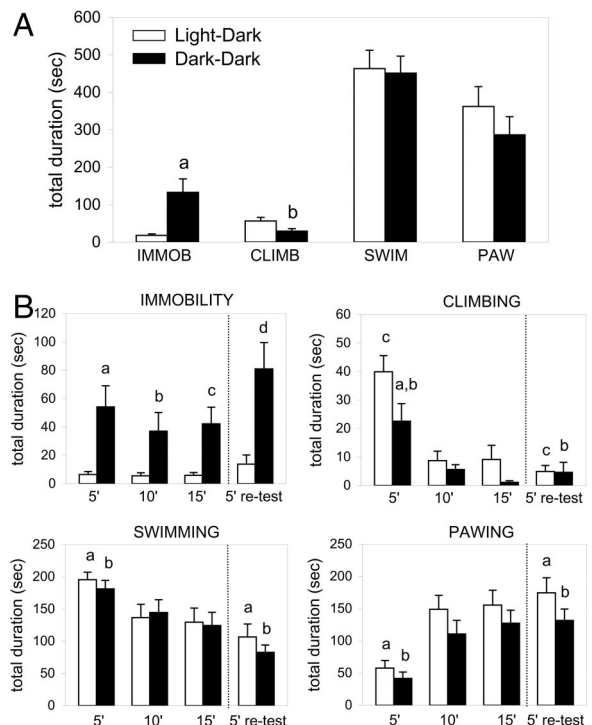 A
total duration (sec)
600
500
400
300
200
100
0
Light-Dark
Dark-Dark
a
b
IMMOB CLIMB SWIM PAW
B
IMMOBILITY
total duration (sec)
120
100
80
60
40
20
0
a
b
c
d
5' 10' 15' 5' re-test
CLIMBING
total duration (sec)
60
50
40
30
20
10
0
c
a,b
c b
5' 10' 15' 5' re-test
SWIMMING
total duration (sec)
250
200
150
100
50
0
a b
a
b
5' 10' 15' 5' re-test
PAWING
total duration (sec)
250
200
150
100
50
0
a
b
a
b
5' 10' 15' 5' re-test